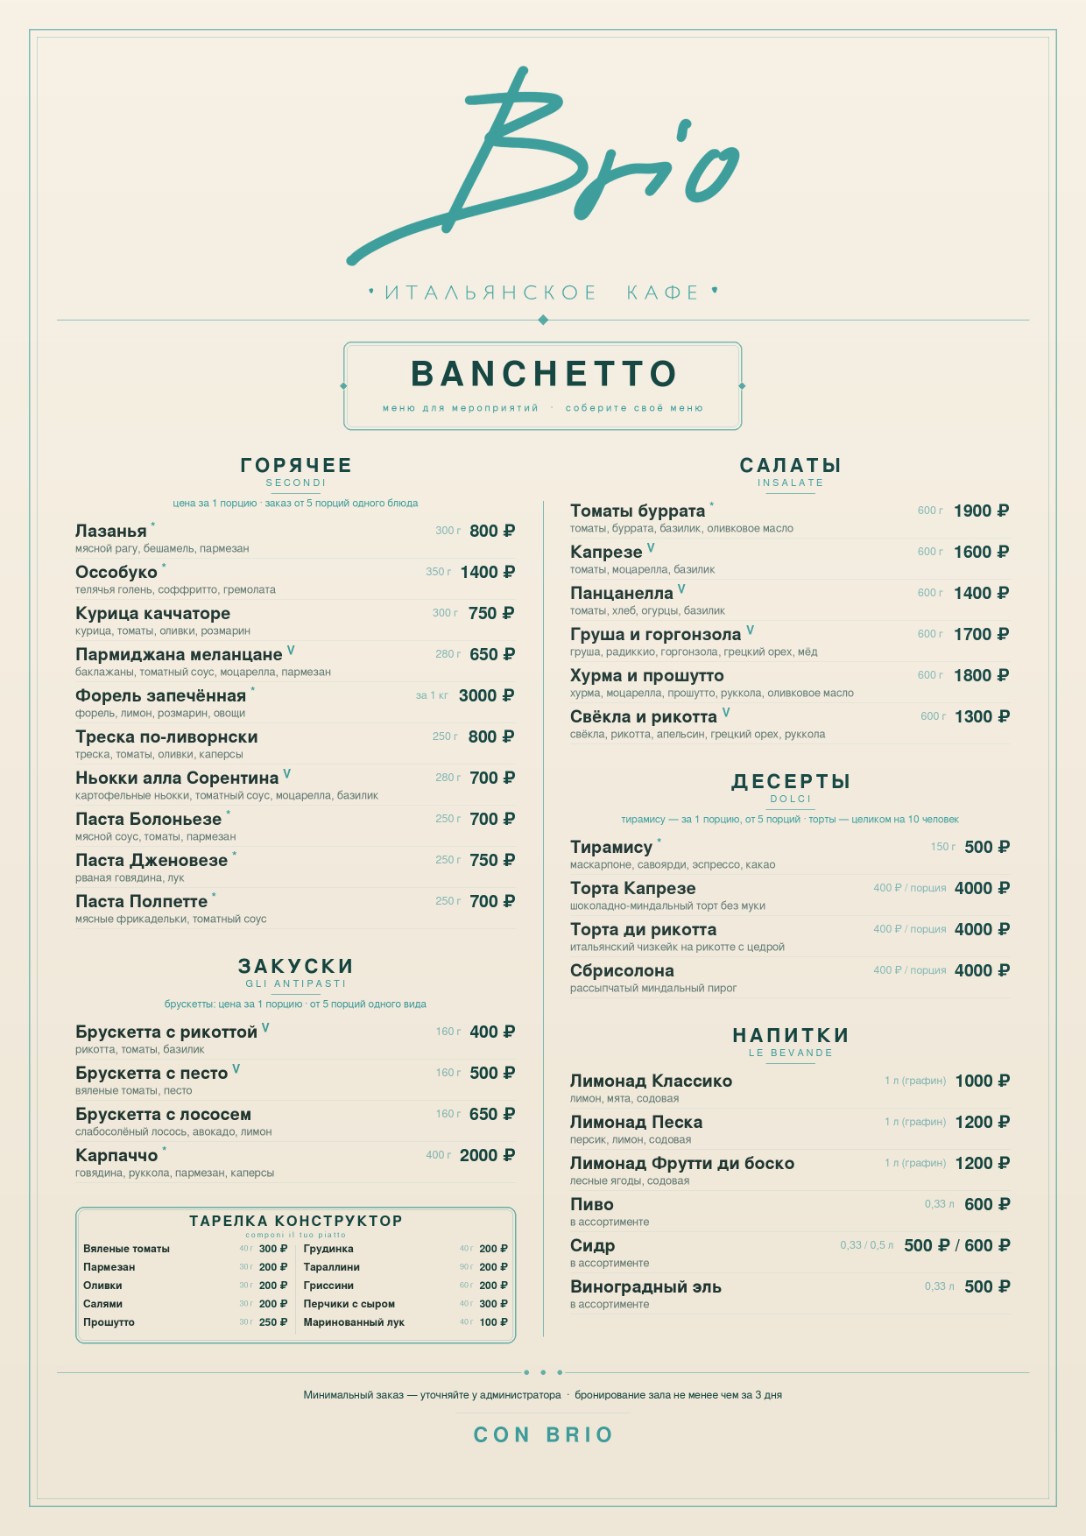 Brio
ИТАЛЬЯНСКОЕ КАФЕ
BANCHETTO
меню для мероприятий · соберите своё меню
ГОРЯЧЕЕ
SECONDI
цена за 1 порцию · заказ от 5 порций одного блюда
Лазанья * 300 г 800 ₽
мясной рагу, бешамель, пармезан
Оссобуко * 350 г 1400 ₽
телячья голень, соффритто, гремолата
Курица каччаторе 300 г 750 ₽
курица, томаты, оливки, розмарин
Пармиджана меланцане V 280 г 650 ₽
баклажаны, томатный соус, моцарелла, пармезан
Форель запечённая * за 1 кг 3000 ₽
форель, лимон, розмарин, овощи
Треска по-ливорнски 250 г 800 ₽
треска, томаты, оливки, каперсы
Ньокки алла Сорентина V 280 г 700 ₽
картофельные ньокки, томатный соус, моцарелла, базилик
Паста Болоньезе * 250 г 700 ₽
мясной соус, томаты, пармезан
Паста Дженовезе * 250 г 750 ₽
рваная говядина, лук
Паста Полпетте * 250 г 700 ₽
мясные фрикадельки, томатный соус
ЗАКУСКИ
GLI ANTIPASTI
брускетты: цена за 1 порцию · от 5 порций одного вида
Брускетта с рикоттой V 160 г 400 ₽
рикотта, томаты, базилик
Брускетта с песто V 160 г 500 ₽
вяленые томаты, песто
Брускетта с лососем 160 г 650 ₽
слабосолёный лосось, авокадо, лимон
Карпаччо * 400 г 2000 ₽
говядина, руккола, пармезан, каперсы
ТАРЕЛКА КОНСТРУКТОР
componi il tuo piatto
Вяленые томаты 40 г 300 ₽
Пармезан 30 г 200 ₽
Оливки 30 г 200 ₽
Салями 30 г 200 ₽
Прошутто 30 г 250 ₽
Грудинка 40 г 200 ₽
Тараллини 90 г 200 ₽
Гриссини 60 г 200 ₽
Перчики с сыром 40 г 300 ₽
Маринованный лук 40 г 100 ₽
САЛАТЫ
INSALATE
Томаты буррата * 600 г 1900 ₽
томаты, буррата, базилик, оливковое масло
Капрезе V 600 г 1600 ₽
томаты, моцарелла, базилик
Панцанелла V 600 г 1400 ₽
томаты, хлеб, огурцы, базилик
Груша и горгонзола V 600 г 1700 ₽
груша, радиккио, горгонзола, грецкий орех, мёд
Хурма и прошутто 600 г 1800 ₽
хурма, моцарелла, прошутто, руккола, оливковое масло
Свёкла и рикотта V 600 г 1300 ₽
свёкла, рикотта, апельсин, грецкий орех, руккола
ДЕСЕРТЫ
DOLCI
тирамису — за 1 порцию, от 5 порций · торты — целиком на 10 человек
Тирамису * 150 г 500 ₽
маскарпоне, савоярди, эспрессо, какао
Торта Капрезе 400 ₽ / порция 4000 ₽
шоколадно-миндальный торт без муки
Торта ди рикотта 400 ₽ / порция 4000 ₽
итальянский чизкейк на рикотте с цедрой
Сбрисолона 400 ₽ / порция 4000 ₽
рассыпчатый миндальный пирог
НАПИТКИ
LE BEVANDE
Лимонад Классико 1 л (графин) 1000 ₽
лимон, мята, содовая
Лимонад Песка 1 л (графин) 1200 ₽
персик, лимон, содовая
Лимонад Фрутти ди боско 1 л (графин) 1200 ₽
лесные ягоды, содовая
Пиво 0,33 л 600 ₽
в ассортименте
Сидр 0,33 / 0,5 л 500 ₽ / 600 ₽
в ассортименте
Виноградный эль 0,33 л 500 ₽
в ассортименте
Минимальный заказ — уточняйте у администратора · бронирование зала не менее чем за 3 дня
CON BRIO